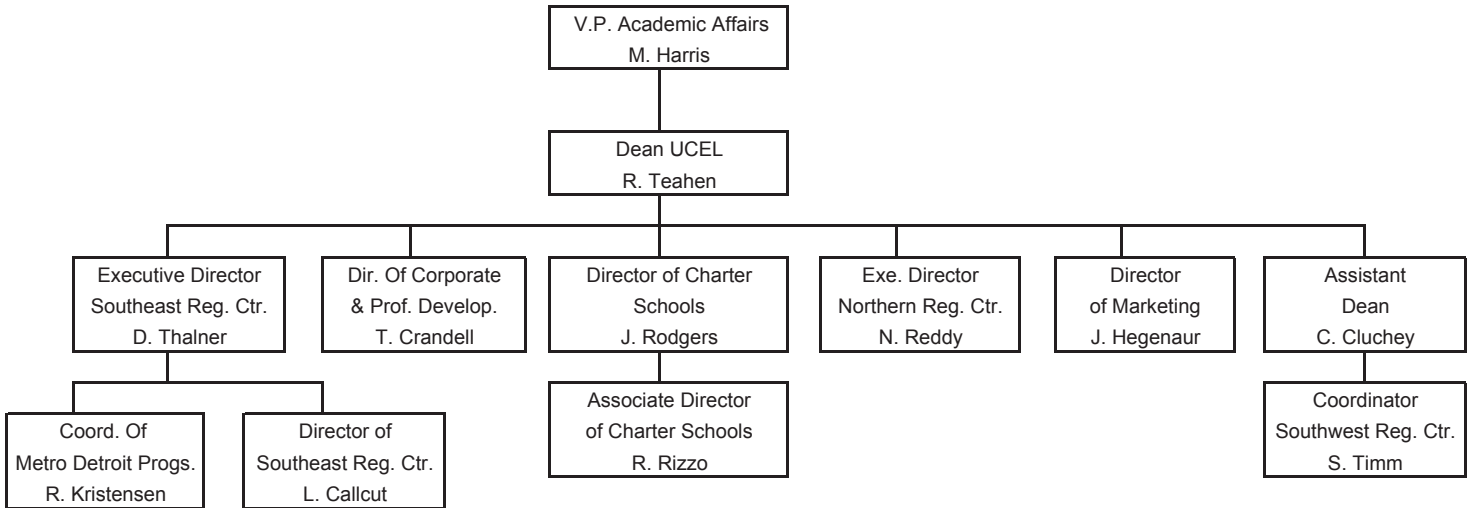 V.P. Academic Affairs
M. Harris
Dean UCEL
R. Teahen
Executive Director
Southeast Reg. Ctr.
D. Thalner
Dir. Of Corporate
& Prof. Develop.
T. Crandell
Director of Charter
Schools
J. Rodgers
Exe. Director
Northern Reg. Ctr.
N. Reddy
Director
of Marketing
J. Hegenaur
Assistant
Dean
C. Cluchey
Coord. Of
Metro Detroit Progs.
R. Kristensen
Director of
Southeast Reg. Ctr.
L. Callcut
Associate Director
of Charter Schools
R. Rizzo
Coordinator
Southwest Reg. Ctr.
S. Timm